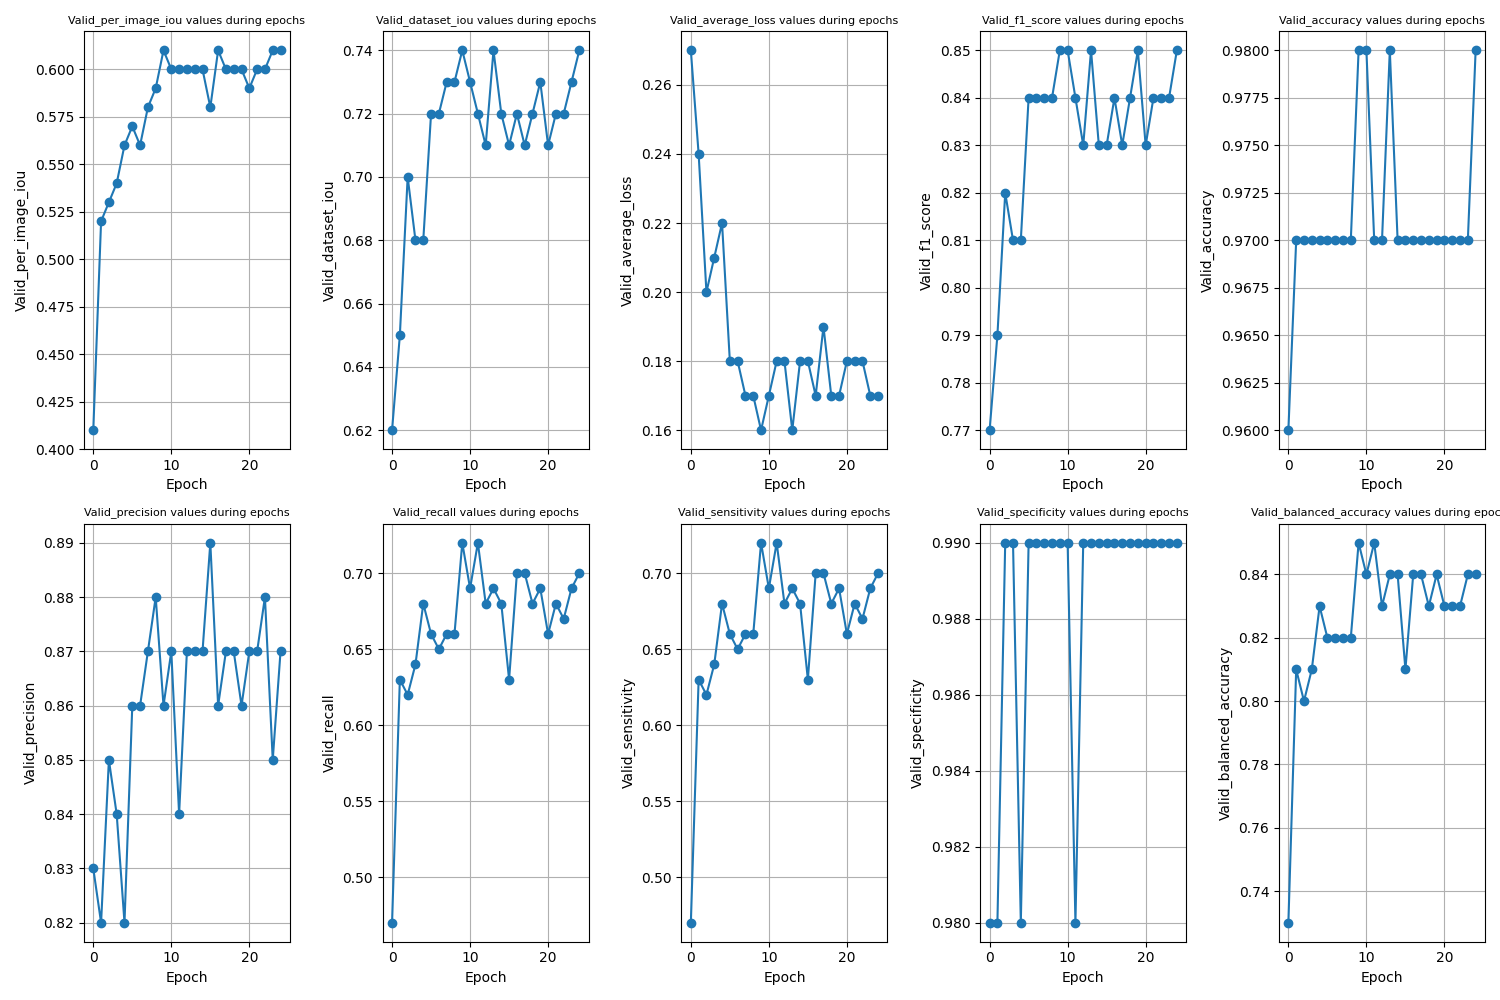 Valid_per_image_iou values during epochs
Valid_per_image_iou
0.600
0.575
0.550
0.525
0.500
0.475
0.450
0.425
0.400
0 10 20
Epoch
Valid_dataset_iou values during epochs
Valid_dataset_iou
0.74
0.72
0.70
0.68
0.66
0.64
0.62
0 10 20
Epoch
Valid_average_loss values during epochs
Valid_average_loss
0.26
0.24
0.22
0.20
0.18
0.16
0 10 20
Epoch
Valid_f1_score values during epochs
Valid_f1_score
0.85
0.84
0.83
0.82
0.81
0.80
0.79
0.78
0.77
0 10 20
Epoch
Valid_accuracy values during epochs
Valid_accuracy
0.9800
0.9775
0.9750
0.9725
0.9700
0.9675
0.9650
0.9625
0.9600
0 10 20
Epoch
Valid_precision values during epochs
Valid_precision
0.89
0.88
0.87
0.86
0.85
0.84
0.83
0.82
0 10 20
Epoch
Valid_recall values during epochs
Valid_recall
0.70
0.65
0.60
0.55
0.50
0 10 20
Epoch
Valid_sensitivity values during epochs
Valid_sensitivity
0.70
0.65
0.60
0.55
0.50
0 10 20
Epoch
Valid_specificity values during epochs
Valid_specificity
0.990
0.988
0.986
0.984
0.982
0.980
0 10 20
Epoch
Valid_balanced_accuracy values during epoc
Valid_balanced_accuracy
0.84
0.82
0.80
0.78
0.76
0.74
0 10 20
Epoch